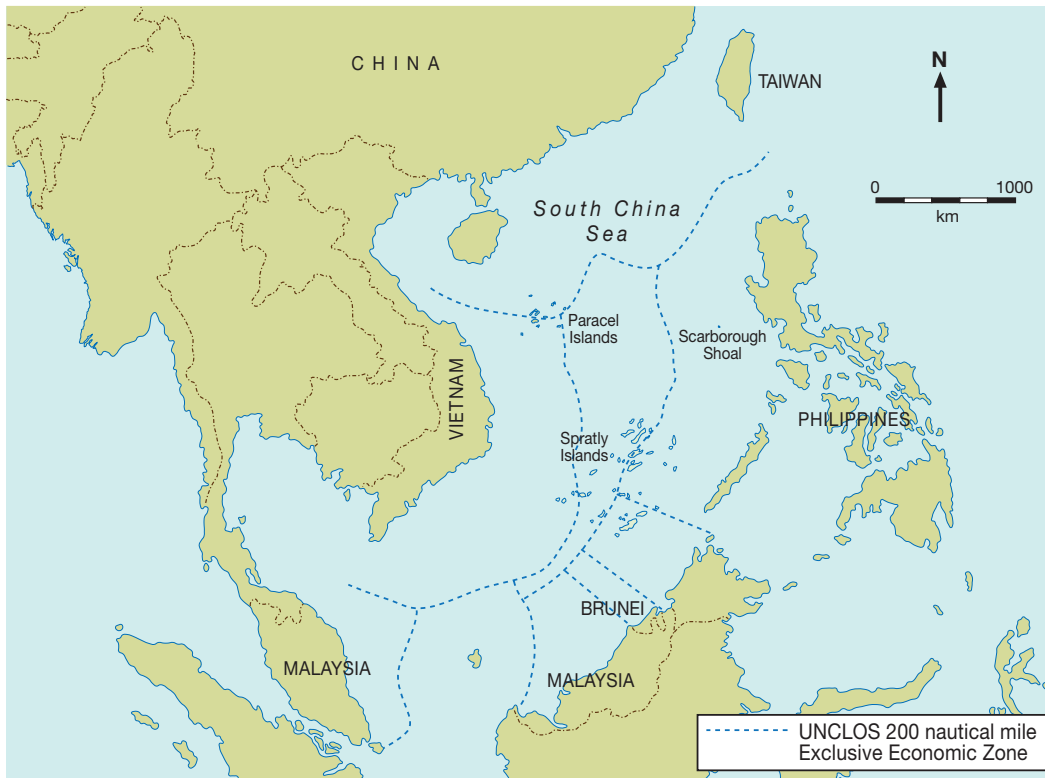 CHINA
TAIWAN
N
0 1000
km
South China
Sea
Paracel
Islands
Scarborough
Shoal
VIETNAM
PHILIPPINES
Spratly
Islands
BRUNEI
MALAYSIA
MALAYSIA
UNCLOS 200 nautical mile
Exclusive Economic Zone